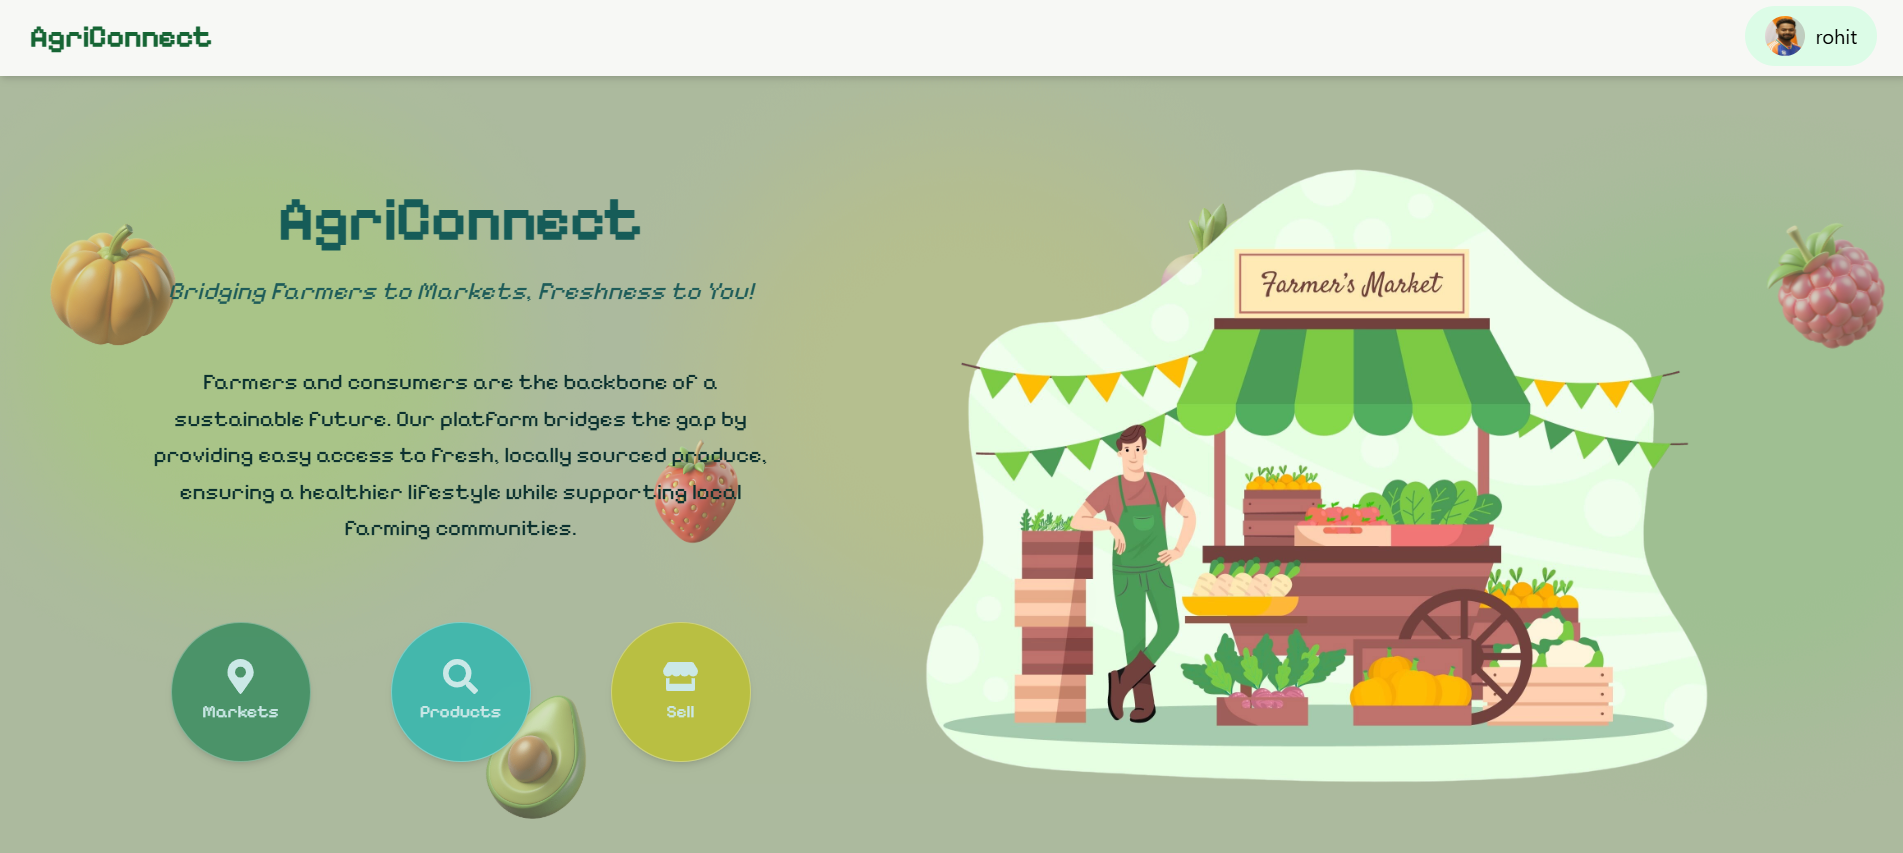 AgriConnect
rohit
AgriConnect
Bridging Farmers to Markets, Freshness to You!
Farmers and consumers are the backbone of a
sustainable future. Our platform bridges the gap by
providing easy access to fresh, locally sourced produce,
ensuring a healthier lifestyle while supporting local
farming communities.
Markets
Products
Sell
Farmer's Market